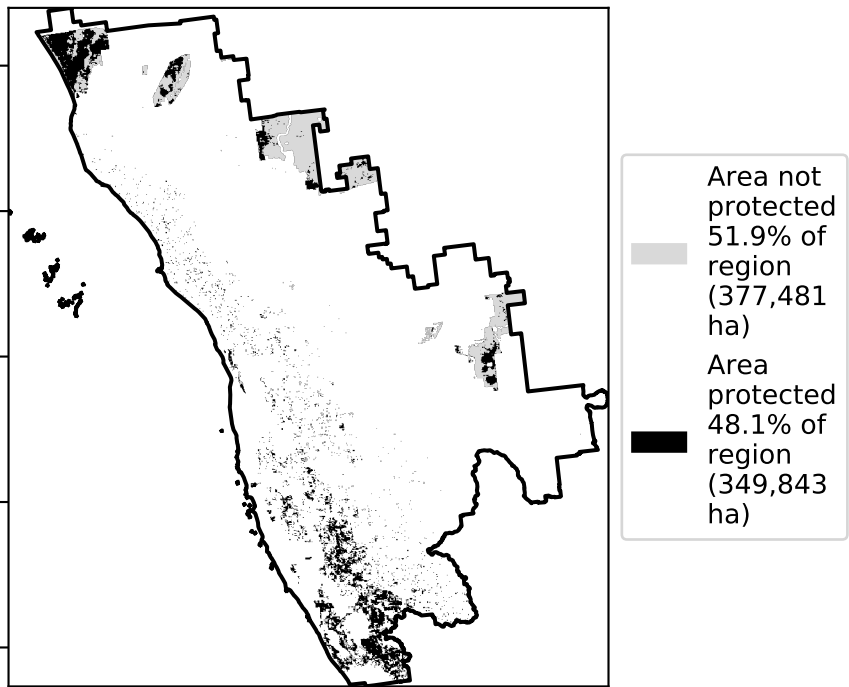 Area not
protected
51.9% of
region
(377,481
ha)
Area
protected
48.1% of
region
(349,843
ha)